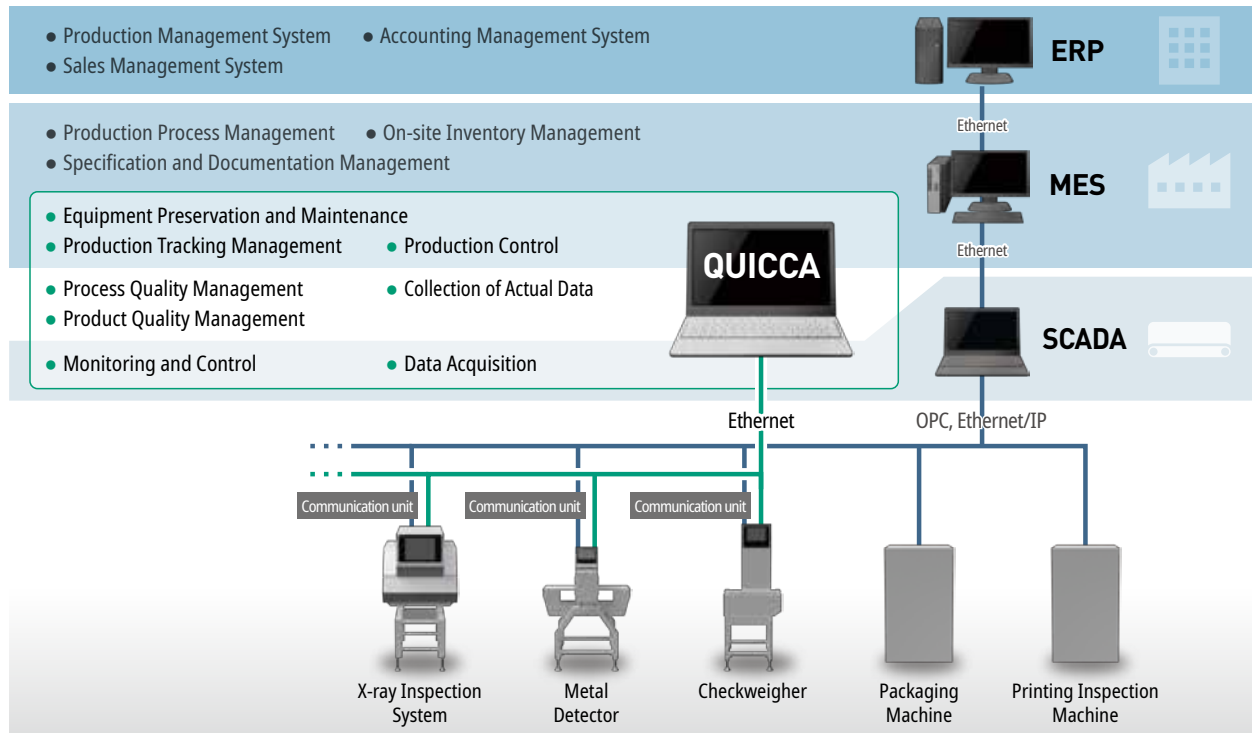 ● Production Management System ● Accounting Management System
● Sales Management System
ERP
Ethernet
● Production Process Management ● On-site Inventory Management
● Specification and Documentation Management
MES
Ethernet
● Equipment Preservation and Maintenance
● Production Tracking Management ● Production Control
● Process Quality Management ● Collection of Actual Data
● Product Quality Management
● Monitoring and Control ● Data Acquisition
QUICCA
SCADA
Ethernet
OPC, Ethernet/IP
Communication unit
Communication unit
Communication unit
X-ray Inspection
System
Metal
Detector
Checkweigher
Packaging
Machine
Printing Inspection
Machine